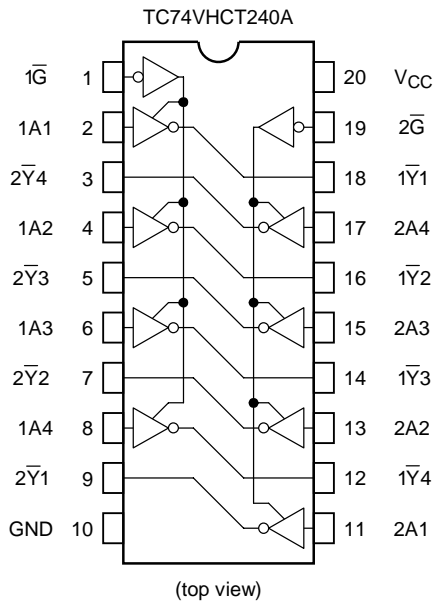 TC74VHCT240A
1G̅ 1 20 VCC
1A1 2 19 2G̅
2Y̅4 3 18 1Y̅1
1A2 4 17 2A4
2Y̅3 5 16 1Y̅2
1A3 6 15 2A3
2Y̅2 7 14 1Y̅3
1A4 8 13 2A2
2Y̅1 9 12 1Y̅4
GND 10 11 2A1
(top view)